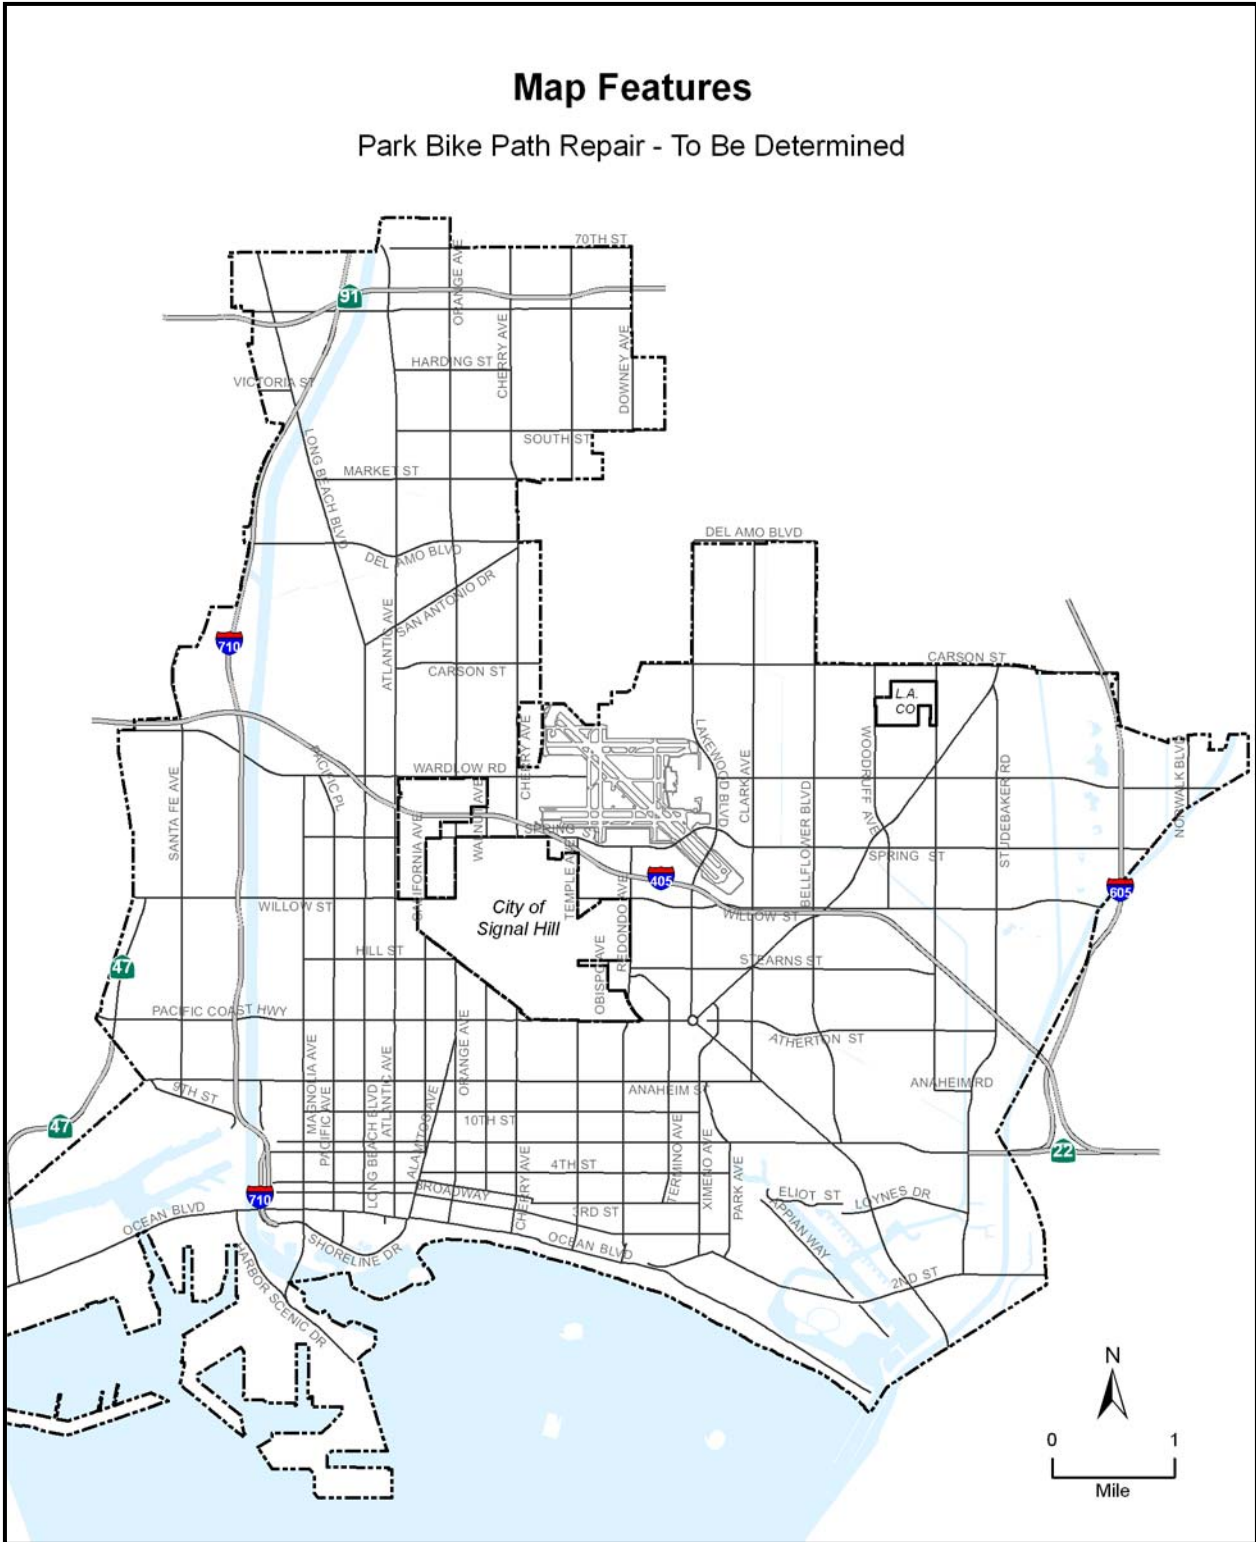 Map Features
Park Bike Path Repair - To Be Determined
70TH ST
ORANGE AVE
91
CHERRY AVE
DOWNEY AVE
HARDING ST
VICTORIA ST
LONG BEACH BLVD
SOUTH ST
MARKET ST
DEL AMO BLVD
DEL AMO BLVD
SAN ANTONIO DR
ATLANTIC AVE
710
CARSON ST
CARSON ST
L.A.
CO
CHERRY AVE
LAKEWOOD BLVD
CLARK AVE
WOODRUFF AVE
STUDEBAKER RD
NORWALK BLVD
PACIFIC PL
WARDLOW RD
SANTA FE AVE
CALIFORNIA AVE
WALNUT AVE
SPRING ST
TEMPLE AVE
BELLFLOWER BLVD
SPRING ST
405
605
REDONDO AVE
WILLOW ST
City of
Signal Hill
WILLOW ST
HILL ST
OBISPO AVE
STEARNS ST
47
PACIFIC COAST HWY
ORANGE AVE
ATHERTON ST
MAGNOLIA AVE
PACIFIC AVE
LONG BEACH BLVD
ATLANTIC AVE
ALAMITOS AVE
9TH ST
ANAHEIM ST
ANAHEIM RD
10TH ST
47
TERMINO AVE
XIMENO AVE
PARK AVE
22
4TH ST
CHERRY AVE
BROADWAY
710
3RD ST
ELIOT ST
LOYNES DR
APPIAN WAY
OCEAN BLVD
OCEAN BLVD
SHORELINE DR
HARBOR SCENIC DR
2ND ST
N
0 1
Mile